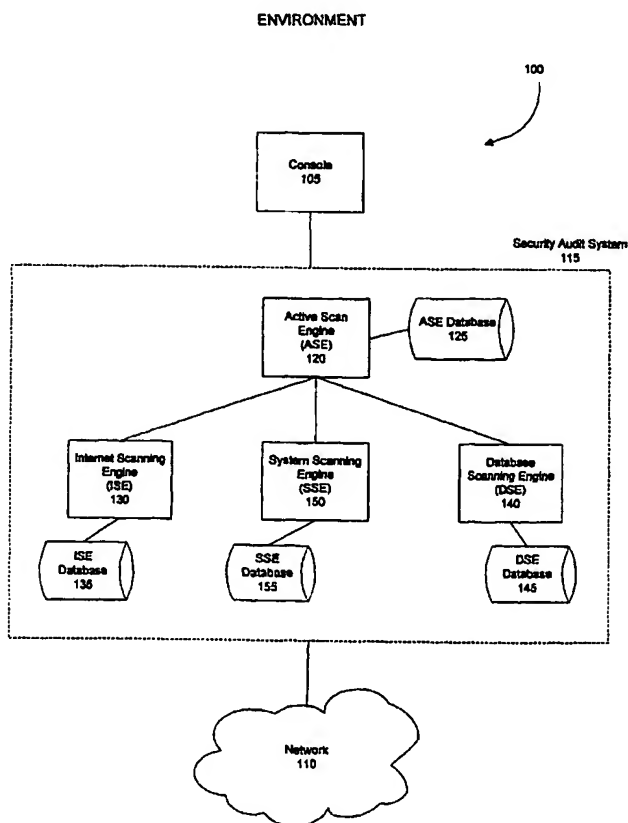 ENVIRONMENT
100
Console
105
Security Audit System
115
Active Scan
Engine
(ASE)
120
ASE Database
125
Internet Scanning
Engine
(ISE)
130
System Scanning
Engine
(SSE)
150
Database
Scanning Engine
(DSE)
140
ISE
Database
135
SSE
Database
155
DSE
Database
145
Network
110